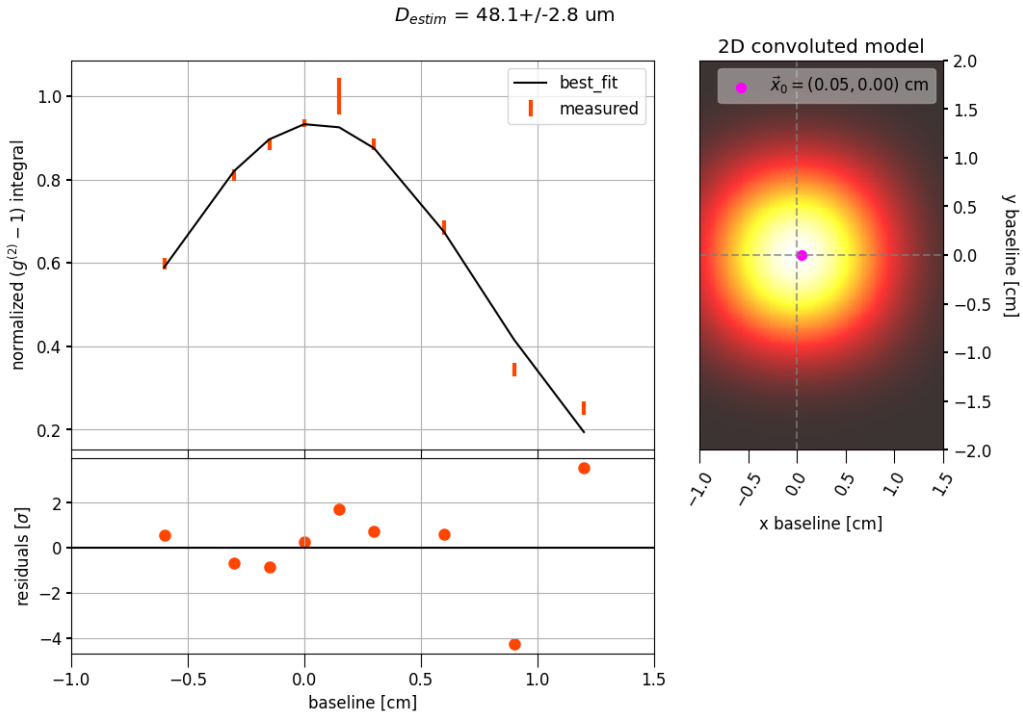 D_estim = 48.1+/-2.8 um
normalized (g^(2) − 1) integral
1.0
0.8
0.6
0.4
0.2
best_fit
measured
residuals [σ]
2
0
−2
−4
−1.0 −0.5 0.0 0.5 1.0 1.5
baseline [cm]
2D convoluted model
x⃗_0 = (0.05, 0.00) cm
2.0
1.5
1.0
0.5
0.0
−0.5
−1.0
−1.5
−2.0
y baseline [cm]
−1.0 −0.5 0.0 0.5 1.0 1.5
x baseline [cm]